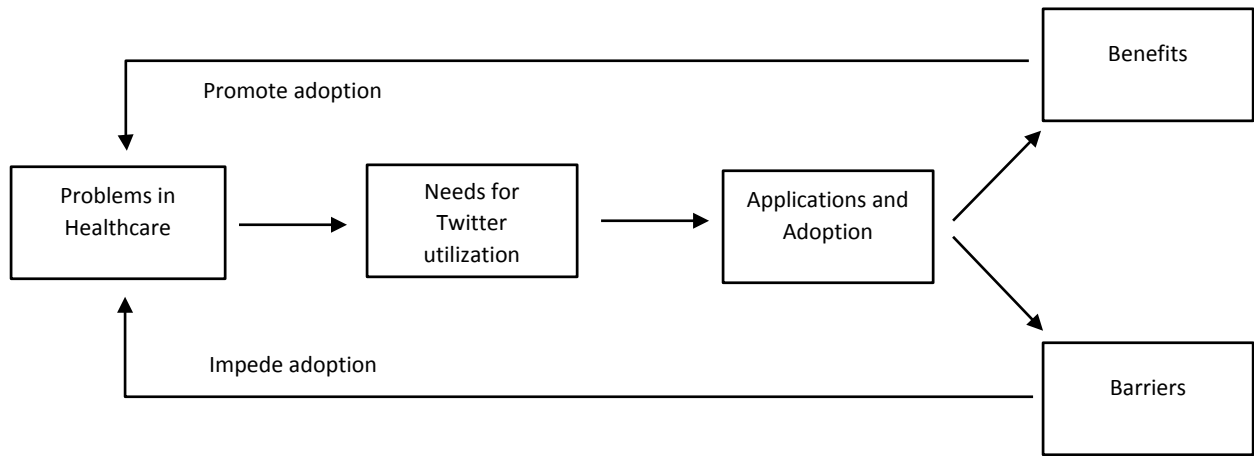 Benefits
Promote adoption
Problems in
Healthcare
Needs for
Twitter
utilization
Applications and
Adoption
Impede adoption
Barriers